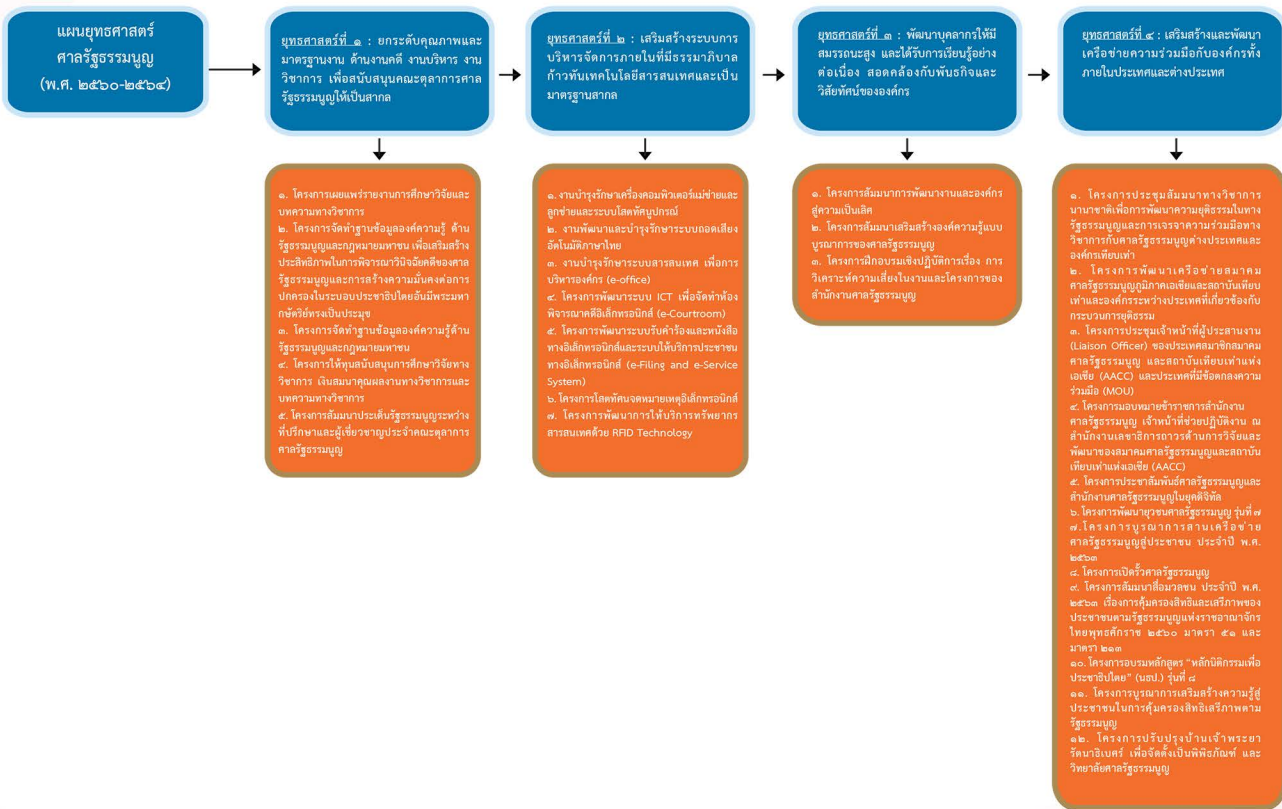 แผนยุทธศาสตร์
ศาลรัฐธรรมนูญ
(พ.ศ. ๒๕๖๐-๒๕๖๔)
ยุทธศาสตร์ที่ ๑ : ยกระดับคุณภาพและ
มาตรฐานงาน ด้านงานคดี งานบริหาร งาน
วิชาการ เพื่อสนับสนุนคณะตุลาการศาล
รัฐธรรมนูญให้เป็นสากล
ยุทธศาสตร์ที่ ๒ : เสริมสร้างระบบการ
บริหารจัดการภายในที่มีธรรมาภิบาล
ก้าวทันเทคโนโลยีสารสนเทศและเป็น
มาตรฐานสากล
ยุทธศาสตร์ที่ ๓ : พัฒนาบุคลากรให้มี
สมรรถนะสูง และได้รับการเรียนรู้อย่าง
ต่อเนื่อง สอดคล้องกับพันธกิจและ
วิสัยทัศน์ขององค์กร
ยุทธศาสตร์ที่ ๔ : เสริมสร้างและพัฒนา
เครือข่ายความร่วมมือกับองค์กรทั้ง
ภายในประเทศและต่างประเทศ
๑. โครงการเผยแพร่รายงานการศึกษาวิจัยและ
บทความทางวิชาการ
๒. โครงการจัดทำฐานข้อมูลองค์ความรู้ ด้าน
รัฐธรรมนูญและกฎหมายมหาชน เพื่อเสริมสร้าง
ประสิทธิภาพในการพิจารณาวินิจฉัยคดีของศาล
รัฐธรรมนูญและการสร้างความมั่นคงต่อการ
ปกครองในระบอบประชาธิปไตยอันมีพระมหา
กษัตริย์ทรงเป็นประมุข
๓. โครงการจัดทำฐานข้อมูลองค์ความรู้ด้าน
รัฐธรรมนูญและกฎหมายมหาชน
๔. โครงการให้ทุนสนับสนุนการศึกษาวิจัยทาง
วิชาการ เงินสมนาคุณผลงานทางวิชาการและ
บทความทางวิชาการ
๕. โครงการสัมมนาประเด็นรัฐธรรมนูญระหว่าง
ที่ปรึกษาและผู้เชี่ยวชาญประจำคณะตุลาการ
ศาลรัฐธรรมนูญ
๑. งานบำรุงรักษาเครื่องคอมพิวเตอร์แม่ข่ายและ
ลูกข่ายและระบบโสตทัศนูปกรณ์
๒. งานพัฒนาและบำรุงรักษาระบบถอดเสียง
อัตโนมัติภาษาไทย
๓. งานบำรุงรักษาระบบสารสนเทศ เพื่อการ
บริหารองค์กร (e-office)
๔. โครงการพัฒนาระบบ ICT เพื่อจัดทำห้อง
พิจารณาคดีอิเล็กทรอนิกส์ (e-Courtroom)
๕. โครงการพัฒนาระบบรับคำร้องและหนังสือ
ทางอิเล็กทรอนิกส์และระบบให้บริการประชาชน
ทางอิเล็กทรอนิกส์ (e-Filing and e-Service
System)
๖. โครงการโสตทัศนจดหมายเหตุอิเล็กทรอนิกส์
๗. โครงการพัฒนาการให้บริการทรัพยากร
สารสนเทศด้วย RFID Technology
๑. โครงการสัมมนาการพัฒนางานและองค์กร
สู่ความเป็นเลิศ
๒. โครงการสัมมนาเสริมสร้างองค์ความรู้แบบ
บูรณาการของศาลรัฐธรรมนูญ
๓. โครงการฝึกอบรมเชิงปฏิบัติการเรื่อง การ
วิเคราะห์ความเสี่ยงในงานและโครงการของ
สำนักงานศาลรัฐธรรมนูญ
๑. โครงการประชุมสัมมนาทางวิชาการ
นานาชาติเพื่อการพัฒนาความยุติธรรมในทาง
รัฐธรรมนูญและการเจรจาความร่วมมือทาง
วิชาการกับศาลรัฐธรรมนูญต่างประเทศและ
องค์กรเทียบเท่า
๒. โครงการพัฒนาเครือข่ายสมาคม
ศาลรัฐธรรมนูญภูมิภาคเอเชียและสถาบันเทียบ
เท่าและองค์กรระหว่างประเทศที่เกี่ยวข้องกับ
กระบวนการยุติธรรม
๓. โครงการประชุมเจ้าหน้าที่ผู้ประสานงาน
(Liaison Officer) ของประเทศสมาชิกสมาคม
ศาลรัฐธรรมนูญ และสถาบันเทียบเท่าแห่ง
เอเชีย (AACC) และประเทศที่มีข้อตกลงความ
ร่วมมือ (MOU)
๔. โครงการมอบหมายข้าราชการสำนักงาน
ศาลรัฐธรรมนูญ เจ้าหน้าที่ช่วยปฏิบัติงาน ณ
สำนักงานเลขาธิการถาวรด้านการวิจัยและ
พัฒนาของสมาคมศาลรัฐธรรมนูญและสถาบัน
เทียบเท่าแห่งเอเชีย (AACC)
๕. โครงการประชาสัมพันธ์ศาลรัฐธรรมนูญและ
สำนักงานศาลรัฐธรรมนูญในยุคดิจิทัล
๖. โครงการพัฒนายุวชนศาลรัฐธรรมนูญ รุ่นที่ ๗
๗.โครงการบูรณาการสานเครือข่าย
ศาลรัฐธรรมนูญสู่ประชาชน ประจำปี พ.ศ.
๒๕๖๓
๘. โครงการเปิดรั้วศาลรัฐธรรมนูญ
๙. โครงการสัมมนาสื่อมวลชน ประจำปี พ.ศ.
๒๕๖๓ เรื่องการคุ้มครองสิทธิและเสรีภาพของ
ประชาชนตามรัฐธรรมนูญแห่งราชอาณาจักร
ไทยพุทธศักราช ๒๕๖๐ มาตรา ๕๑ และ
มาตรา ๒๑๓
๑๐. โครงการอบรมหลักสูตร "หลักนิติธรรมเพื่อ
ประชาธิปไตย" (นธป.) รุ่นที่ ๘
๑๑. โครงการบูรณาการเสริมสร้างความรู้สู่
ประชาชนในการคุ้มครองสิทธิเสรีภาพตาม
รัฐธรรมนูญ
๑๒. โครงการปรับปรุงบ้านเจ้าพระยา
รัตนาธิเบศร์ เพื่อจัดตั้งเป็นพิพิธภัณฑ์ และ
วิทยาลัยศาลรัฐธรรมนูญ